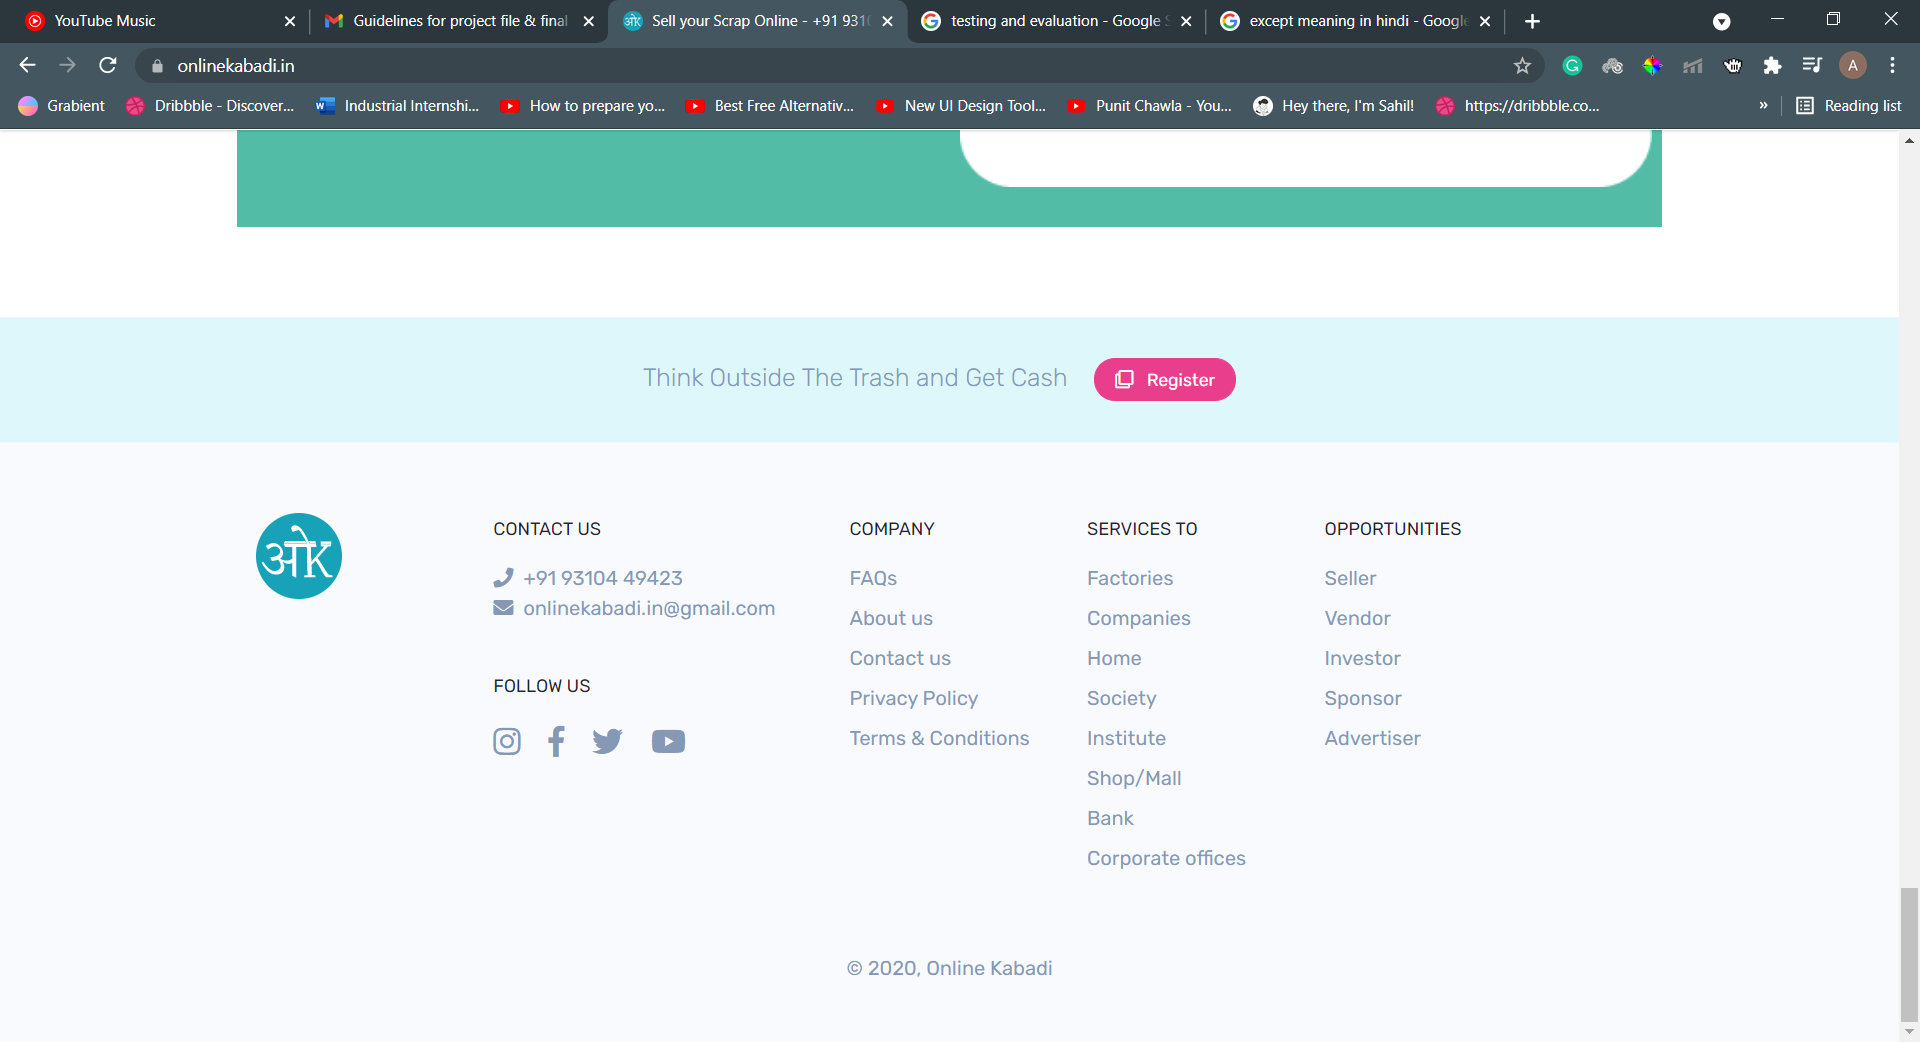 YouTube Music
Guidelines for project file & final
Sell your Scrap Online - +91 9310
testing and evaluation - Google S
except meaning in hindi - Google
onlinekabadi.in
A
Grabient
Dribbble - Discover...
Industrial Internshi...
How to prepare yo...
Best Free Alternativ...
New UI Design Tool...
Punit Chawla - You...
Hey there, I'm Sahil!
https://dribbble.co...
»
Reading list
Think Outside The Trash and Get Cash
Register
ओK
CONTACT US
+91 93104 49423
onlinekabadi.in@gmail.com
FOLLOW US
COMPANY
FAQs
About us
Contact us
Privacy Policy
Terms & Conditions
SERVICES TO
Factories
Companies
Home
Society
Institute
Shop/Mall
Bank
Corporate offices
OPPORTUNITIES
Seller
Vendor
Investor
Sponsor
Advertiser
© 2020, Online Kabadi